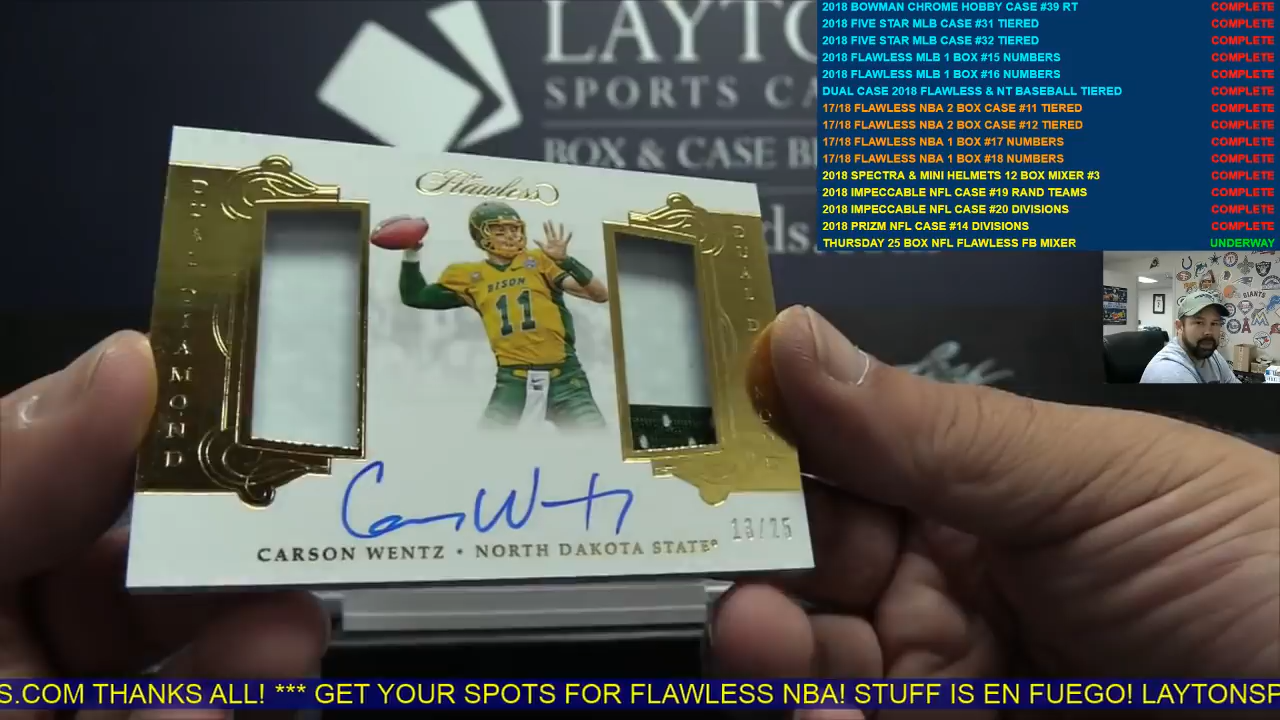 2018 BOWMAN CHROME HOBBY CASE #39 RT COMPLETE
2018 FIVE STAR MLB CASE #31 TIERED COMPLETE
2018 FIVE STAR MLB CASE #32 TIERED COMPLETE
2018 FLAWLESS MLB 1 BOX #15 NUMBERS COMPLETE
2018 FLAWLESS MLB 1 BOX #16 NUMBERS COMPLETE
DUAL CASE 2018 FLAWLESS & NT BASEBALL TIERED COMPLETE
17/18 FLAWLESS NBA 2 BOX CASE #11 TIERED COMPLETE
17/18 FLAWLESS NBA 2 BOX CASE #12 TIERED COMPLETE
17/18 FLAWLESS NBA 1 BOX #17 NUMBERS COMPLETE
17/18 FLAWLESS NBA 1 BOX #18 NUMBERS COMPLETE
2018 SPECTRA & MINI HELMETS 12 BOX MIXER #3 COMPLETE
2018 IMPECCABLE NFL CASE #19 RAND TEAMS COMPLETE
2018 IMPECCABLE NFL CASE #20 DIVISIONS COMPLETE
2018 PRIZM NFL CASE #14 DIVISIONS COMPLETE
THURSDAY 25 BOX NFL FLAWLESS FB MIXER UNDERWAY
LAYTO
SPORTS CA
BOX & CASE B
ds.
GIANTS
Flawless
DUAL DIAMOND
DUAL D
BISON
11
Carson Wentz
CARSON WENTZ • NORTH DAKOTA STATE®
13/25
S.COM THANKS ALL! *** GET YOUR SPOTS FOR FLAWLESS NBA! STUFF IS EN FUEGO! LAYTONSP